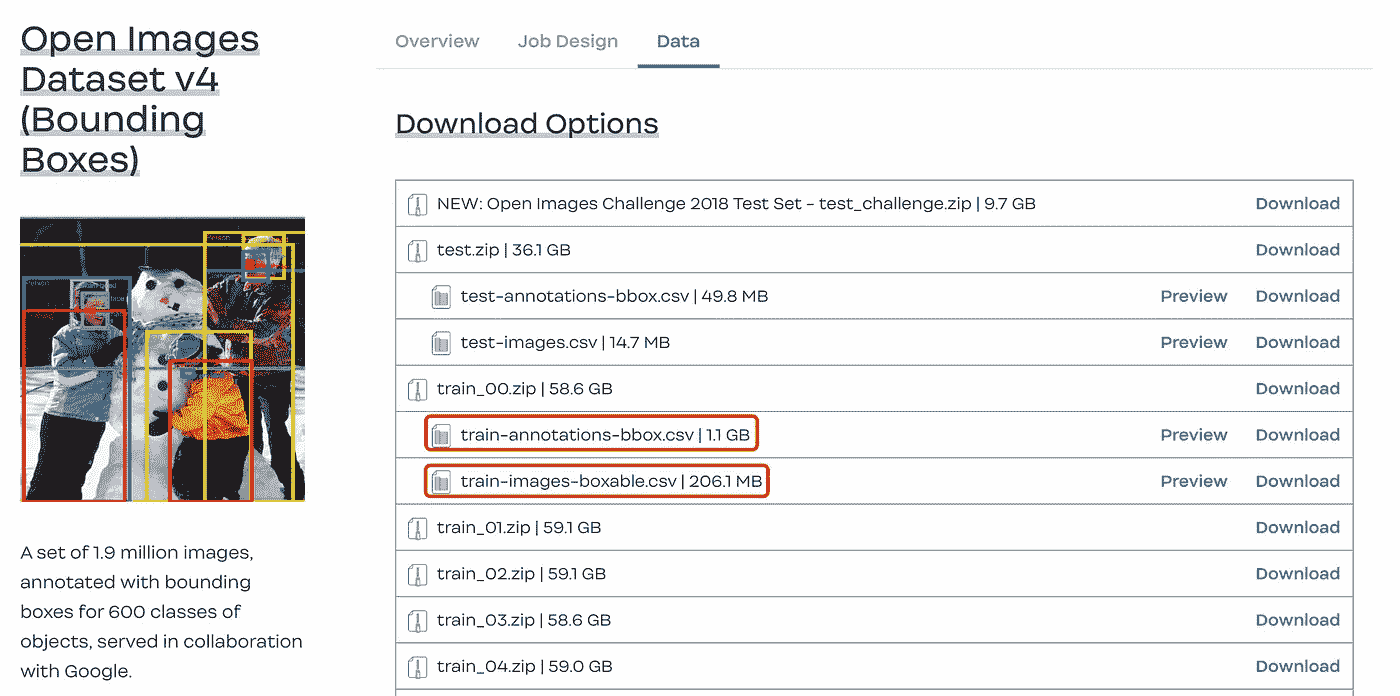 Open Images
Dataset v4
(Bounding
Boxes)
A set of 1.9 million images,
annotated with bounding
boxes for 600 classes of
objects, served in collaboration
with Google.
Overview Job Design Data
Download Options
NEW: Open Images Challenge 2018 Test Set - test_challenge.zip | 9.7 GB Download
test.zip | 36.1 GB Download
test-annotations-bbox.csv | 49.8 MB Preview Download
test-images.csv | 14.7 MB Preview Download
train_00.zip | 58.6 GB Download
train-annotations-bbox.csv | 1.1 GB Preview Download
train-images-boxable.csv | 206.1 MB Preview Download
train_01.zip | 59.1 GB Download
train_02.zip | 59.1 GB Download
train_03.zip | 58.6 GB Download
train_04.zip | 59.0 GB Download